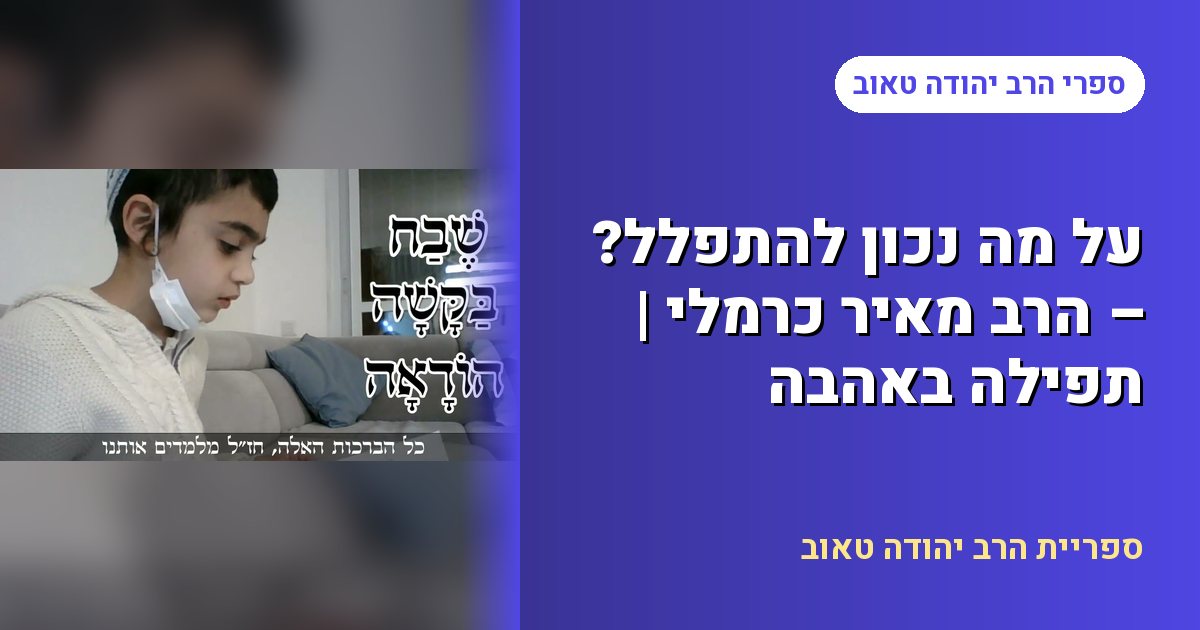 ספרי הרב יהודה טאוב
על מה נכון להתפלל?
– הרב מאיר כרמלי |
תפילה באהבה
ספריית הרב יהודה טאוב
שֶׁבַח
בַּקָּשָׁה
הוֹדָאָה
כל הברכות האלה, חז״ל מלמדים אותנו